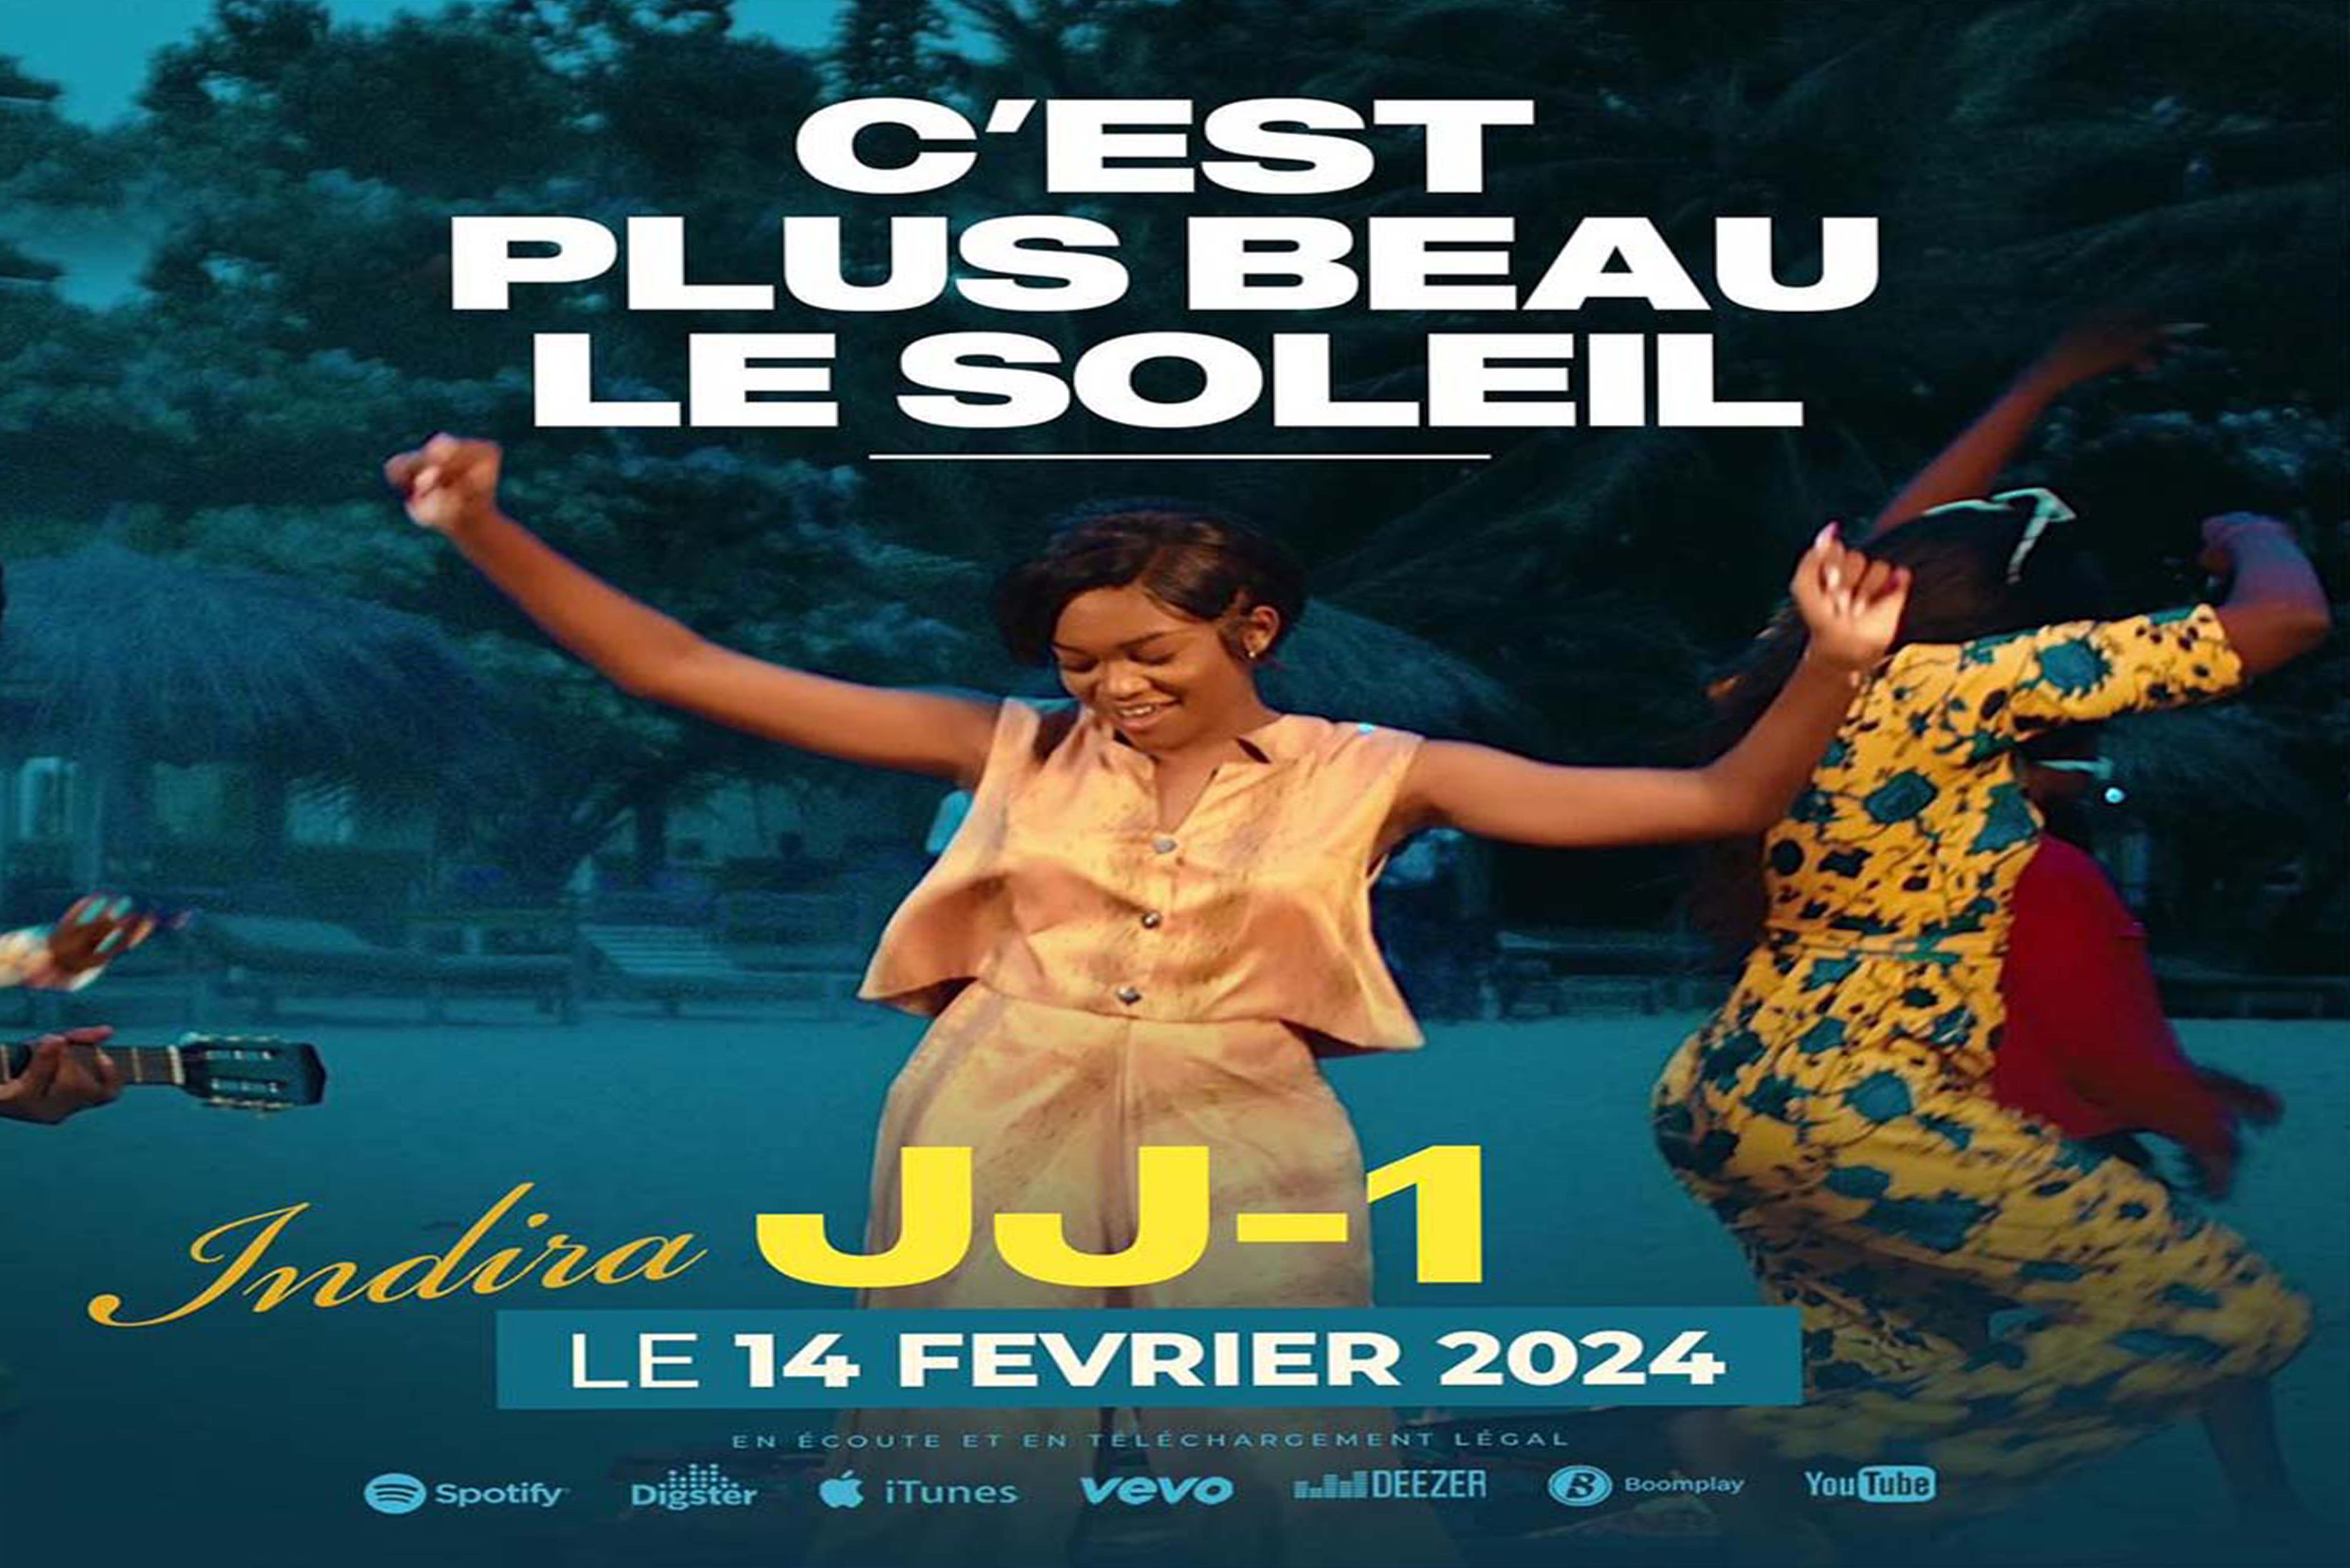 C'EST
PLUS BEAU
LE SOLEIL
Indira JJ-1
LE 14 FEVRIER 2024
EN ÉCOUTE ET EN TÉLÉCHARGEMENT LÉGAL
Spotify Digster iTunes vevo DEEZER B Boomplay YouTube